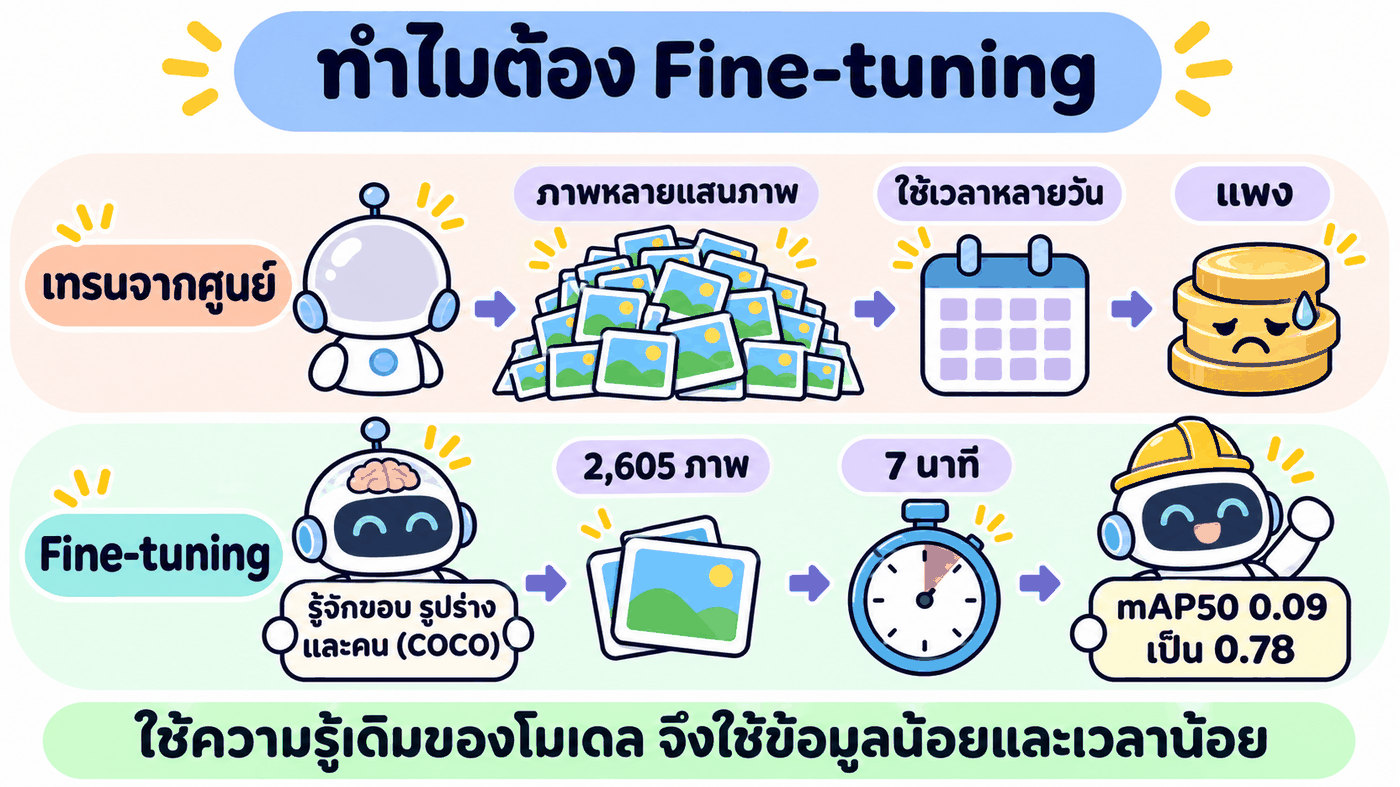 ทำไมต้อง Fine-tuning
เทรนจากศูนย์
ภาพหลายแสนภาพ
ใช้เวลาหลายวัน
แพง
Fine-tuning
รู้จักขอบ รูปร่าง
และคน (COCO)
2,605 ภาพ
7 นาที
mAP50 0.09
เป็น 0.78
ใช้ความรู้เดิมของโมเดล จึงใช้ข้อมูลน้อยและเวลาน้อย